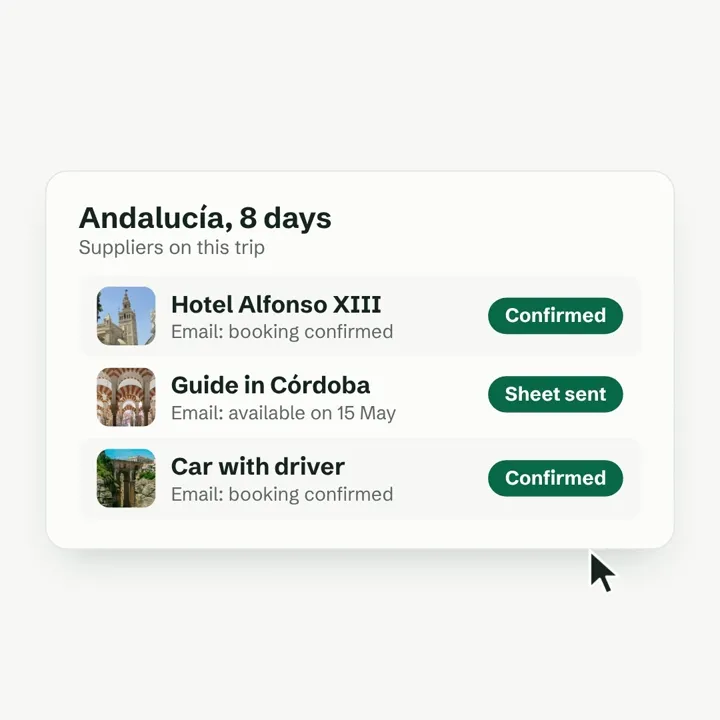 Andalucía, 8 days
Suppliers on this trip
Hotel Alfonso XIII
Email: booking confirmed
Confirmed
Guide in Córdoba
Email: available on 15 May
Sheet sent
Car with driver
Email: booking confirmed
Confirmed